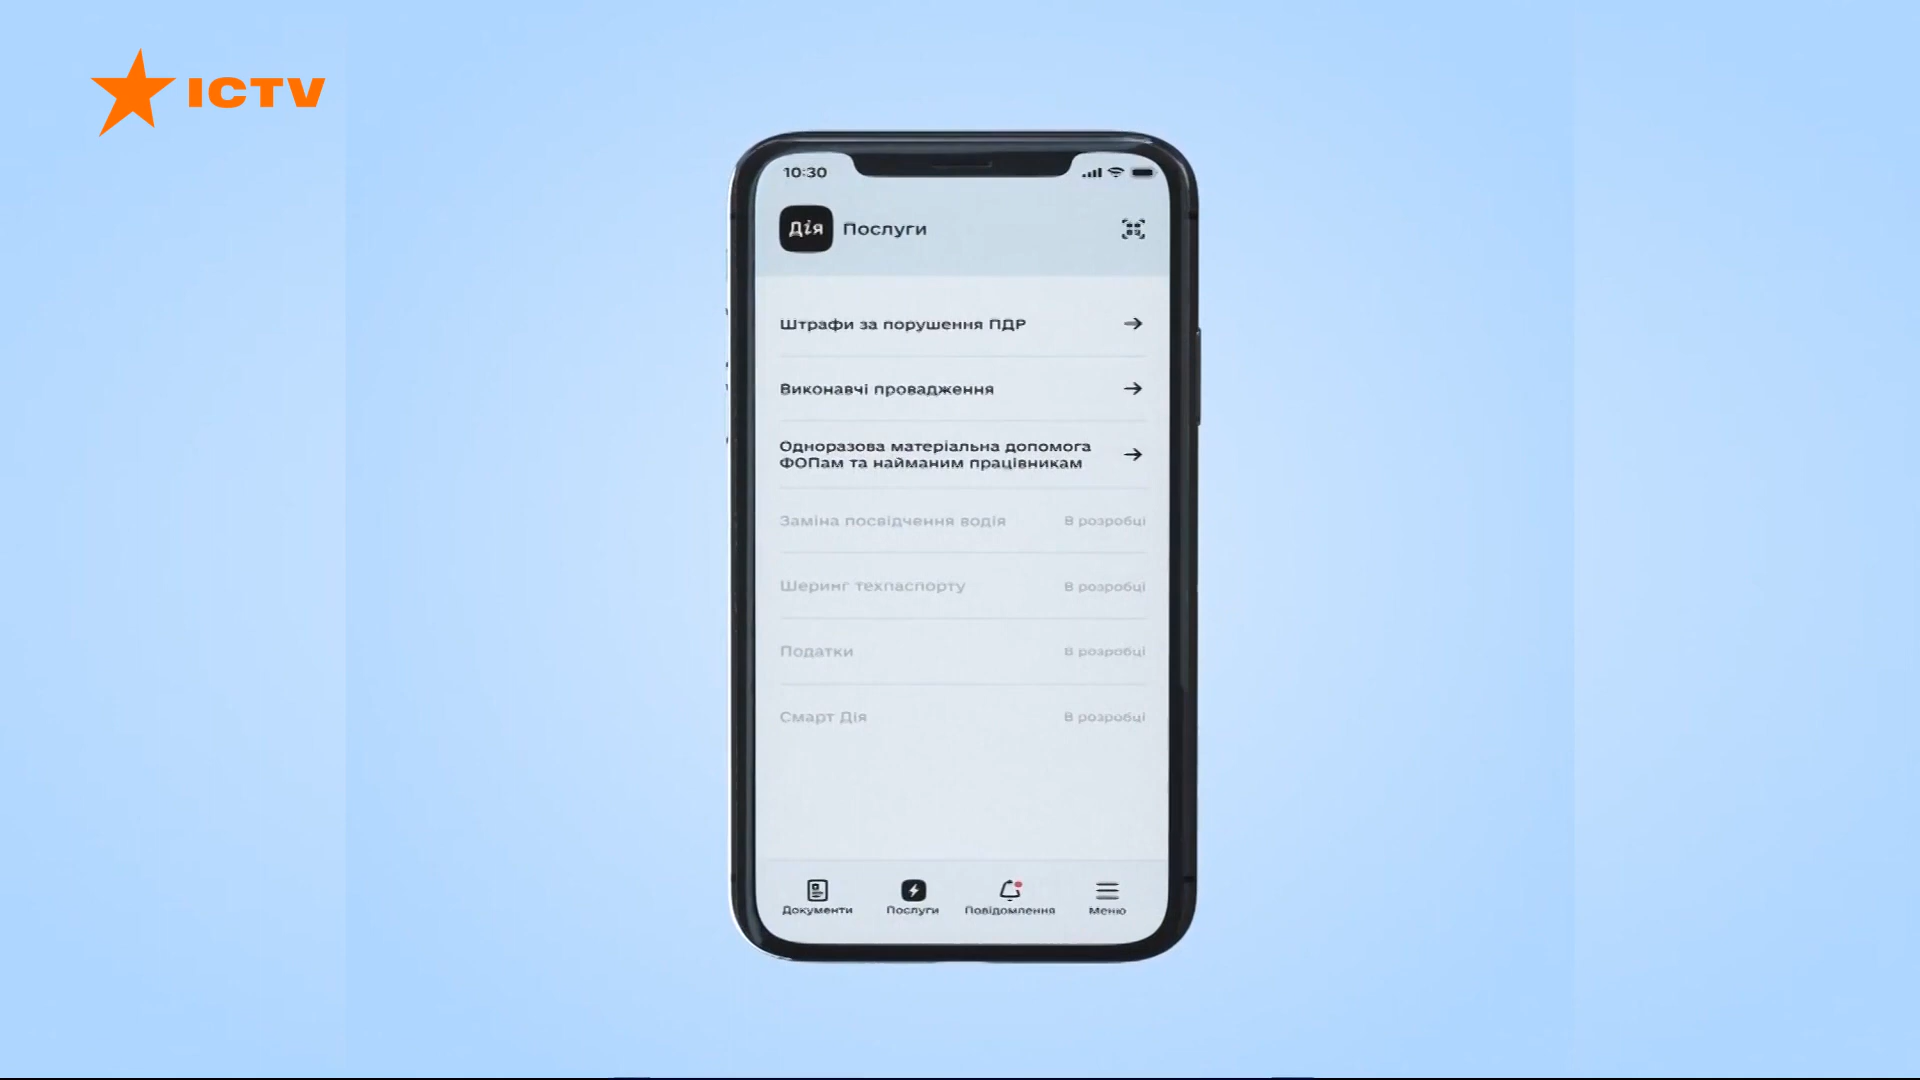 ICTV
10:30
Дія Послуги
Штрафи за порушення ПДР
Виконавчі провадження
Одноразова матеріальна допомога
ФОПам та найманим працівникам
Заміна посвідчення водія В розробці
Шеринг техпаспорту В розробці
Податки В розробці
Смарт Дія В розробці
Документи Послуги Повідомлення Меню